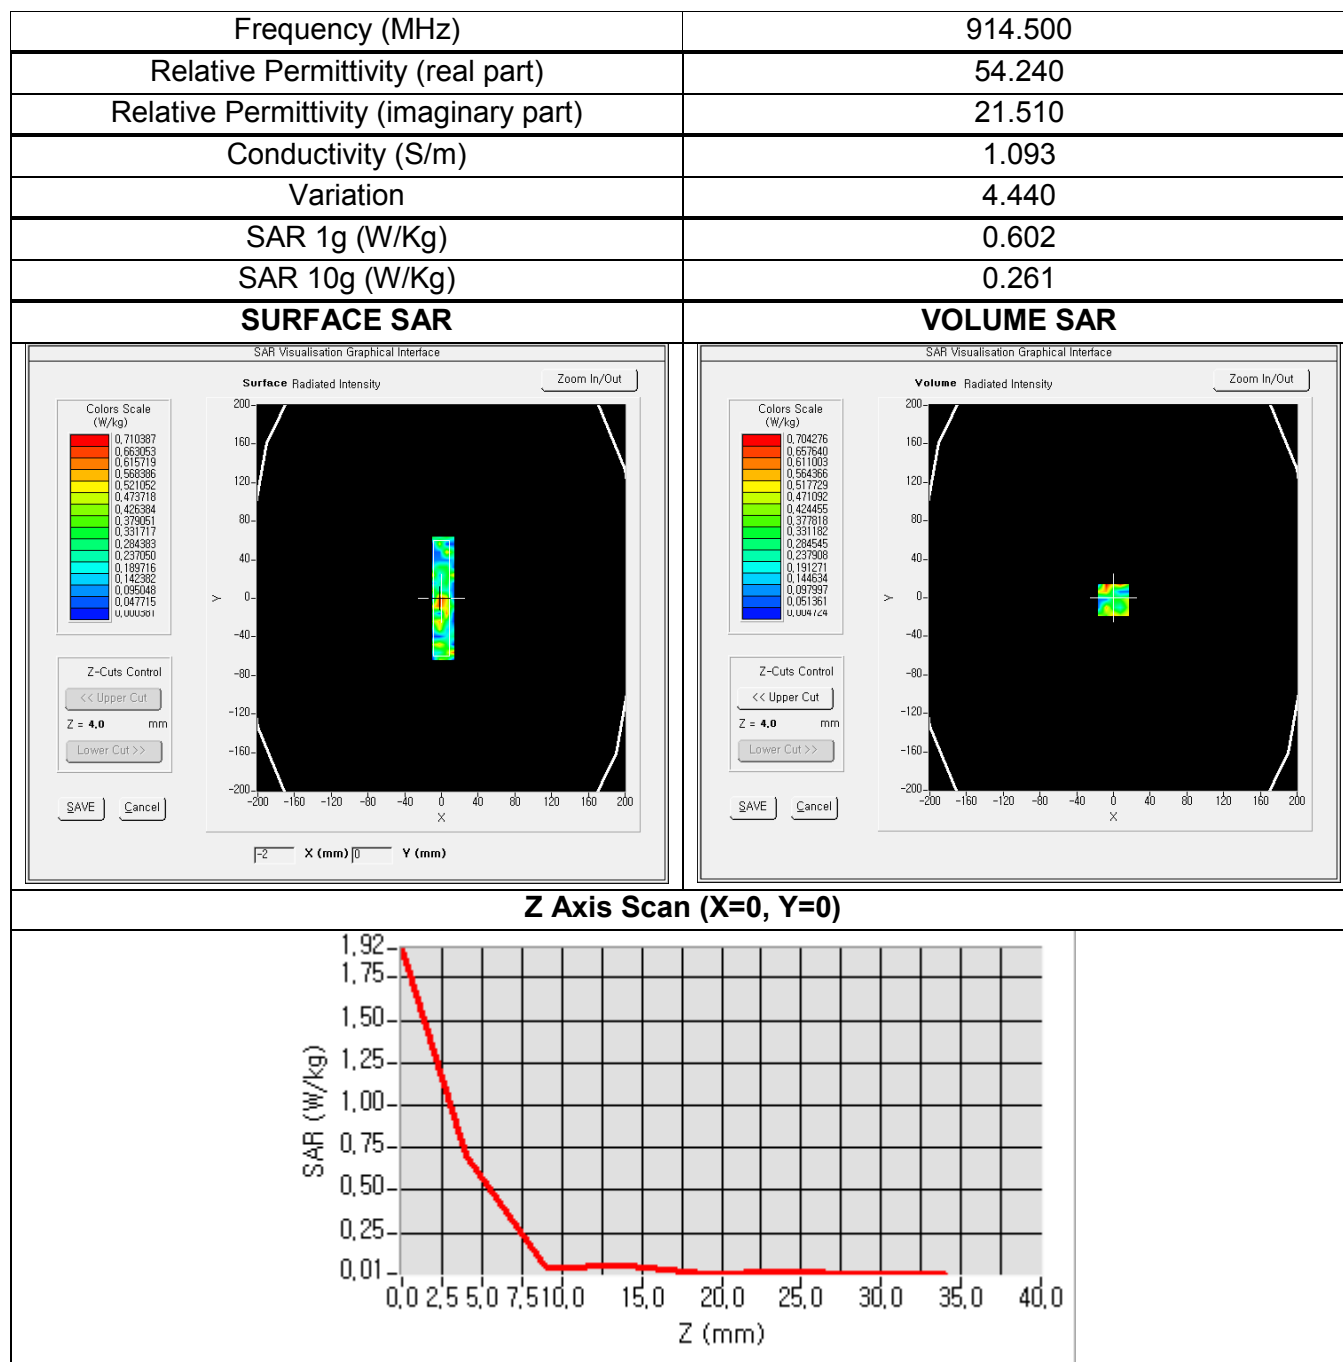 Frequency (MHz) 914.500
Relative Permittivity (real part) 54.240
Relative Permittivity (imaginary part) 21.510
Conductivity (S/m) 1.093
Variation 4.440
SAR 1g (W/Kg) 0.602
SAR 10g (W/Kg) 0.261
SURFACE SAR VOLUME SAR
SAR Visualisation Graphical Interface
Surface Radiated Intensity
Zoom In/Out
Colors Scale
(W/kg)
0,710387
0,663053
0,615719
0,568386
0,521052
0,473718
0,426384
0,379051
0,331717
0,284383
0,237050
0,189716
0,142382
0,095048
0,047715
0,000381
Z-Cuts Control
<< Upper Cut
Z = 4,0 mm
Lower Cut >>
SAVE Cancel
200
160
120
80
40
0
-40
-80
-120
-160
-200
Y
-200 -160 -120 -80 -40 0 40 80 120 160 200
X
-2 X (mm) 0 Y (mm)
SAR Visualisation Graphical Interface
Volume Radiated Intensity
Zoom In/Out
Colors Scale
(W/kg)
0,704276
0,657640
0,611003
0,564366
0,517729
0,471092
0,424455
0,377818
0,331182
0,284545
0,237908
0,191271
0,144634
0,097997
0,051361
0,004724
Z-Cuts Control
<< Upper Cut
Z = 4,0 mm
Lower Cut >>
SAVE Cancel
200
160
120
80
40
0
-40
-80
-120
-160
-200
Y
-200 -160 -120 -80 -40 0 40 80 120 160 200
X
Z Axis Scan (X=0, Y=0)
1,92
1,75
1,50
1,25
1,00
0,75
0,50
0,25
0,01
SAR (W/kg)
0,0 2,5 5,0 7,5 10,0 15,0 20,0 25,0 30,0 35,0 40,0
Z (mm)